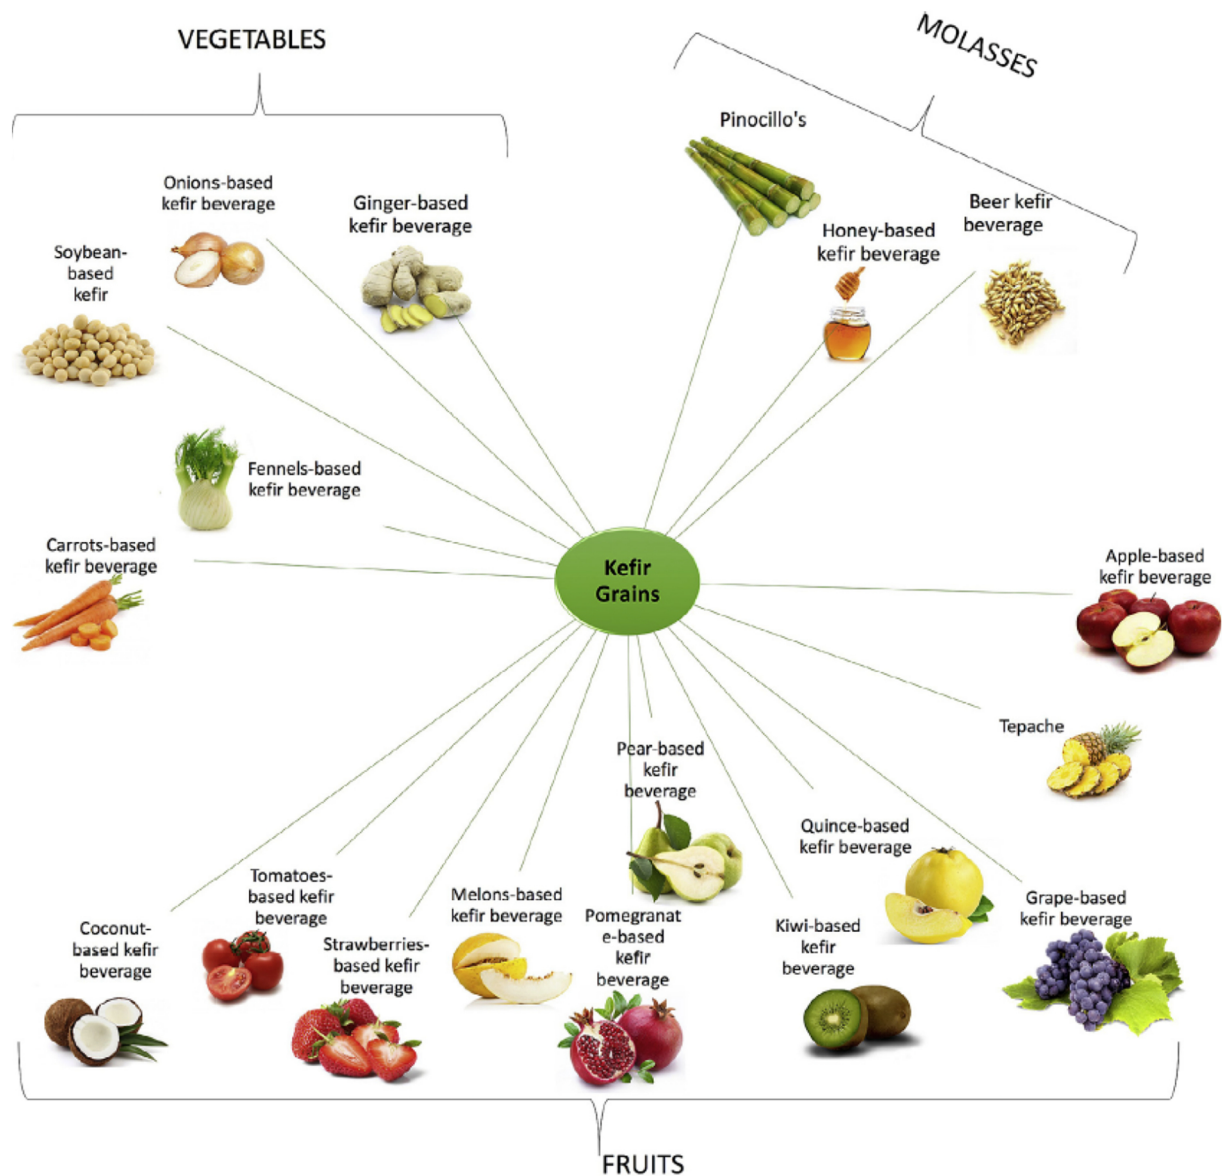 VEGETABLES
MOLASSES
Pinocillo's
Onions-based
kefir beverage
Ginger-based
kefir beverage
Beer kefir
beverage
Honey-based
kefir beverage
Soybean-
based
kefir
Fennels-based
kefir beverage
Carrots-based
kefir beverage
Kefir
Grains
Apple-based
kefir beverage
Tepache
Pear-based
kefir
beverage
Quince-based
kefir beverage
Tomatoes-
based kefir
beverage
Melons-based
kefir beverage
Grape-based
kefir beverage
Pomegranat
e-based kefir
beverage
Kiwi-based
kefir
beverage
Coconut-
based kefir
beverage
Strawberries-
based kefir
beverage
FRUITS